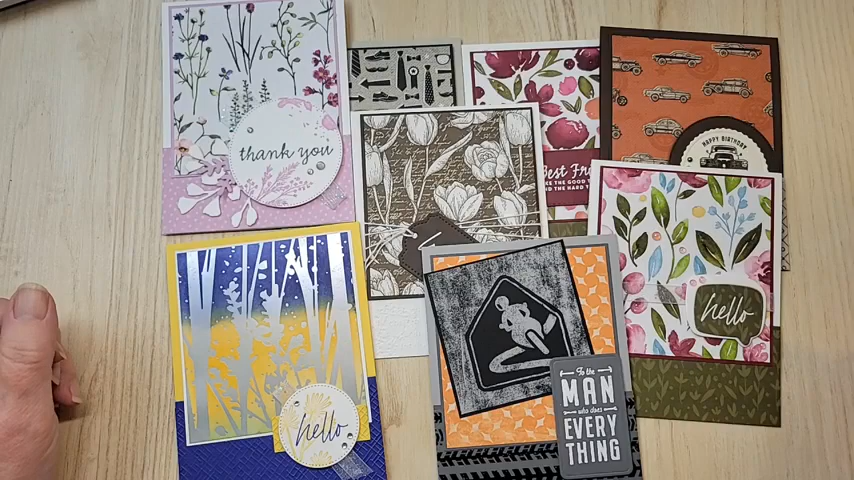 thank you
Best Fr
HAPPY BIRTHDAY
hello
hello
To the
MAN
who does
EVERY
THING